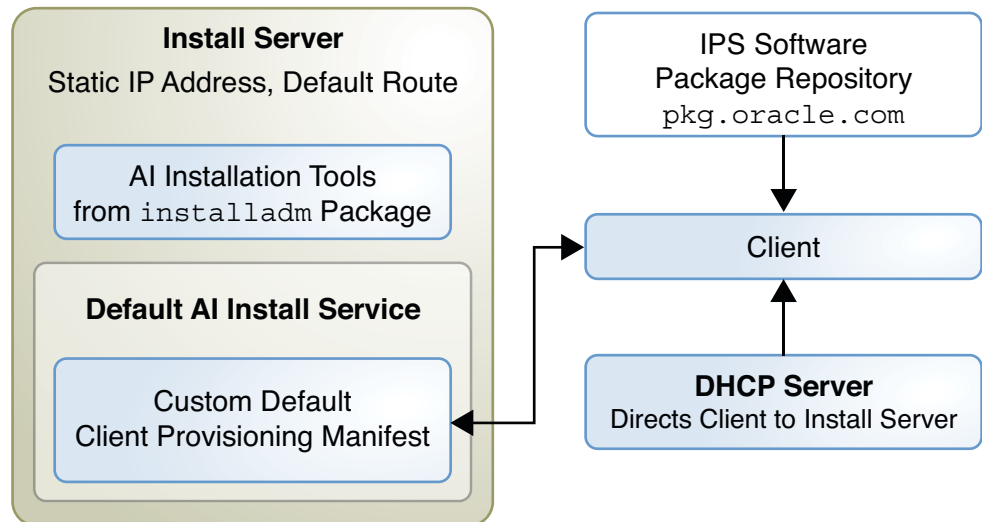 Install Server
Static IP Address, Default Route
AI Installation Tools
from installadm Package
Default AI Install Service
Custom Default
Client Provisioning Manifest
IPS Software
Package Repository
pkg.oracle.com
Client
DHCP Server
Directs Client to Install Server